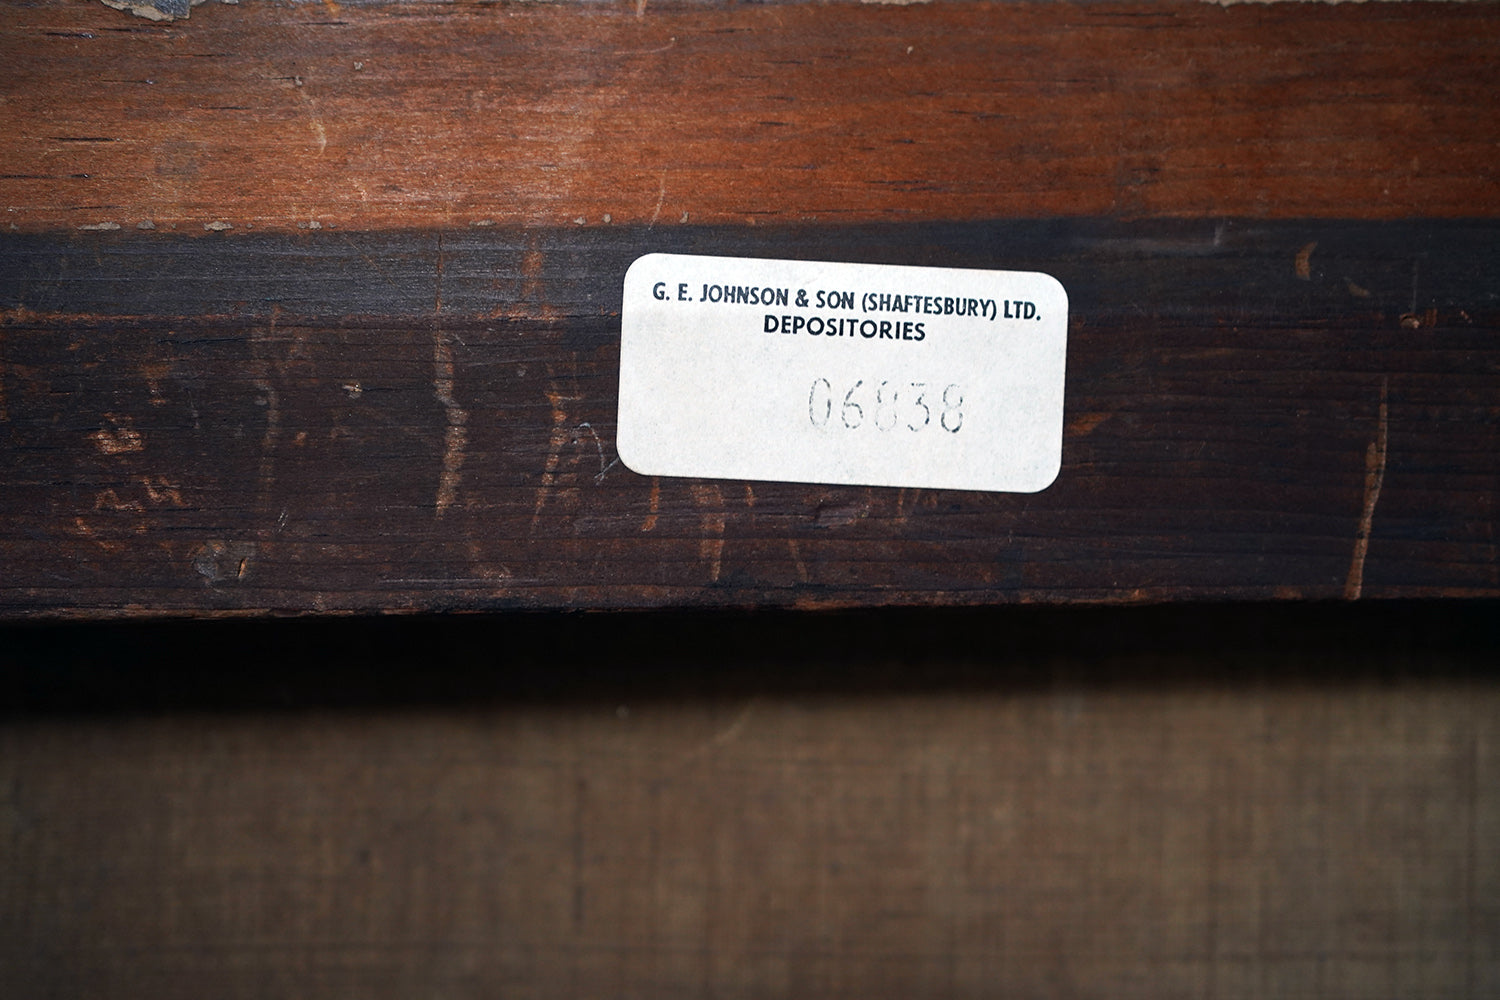 G. E. JOHNSON & SON (SHAFTESBURY) LTD.
DEPOSITORIES
06838